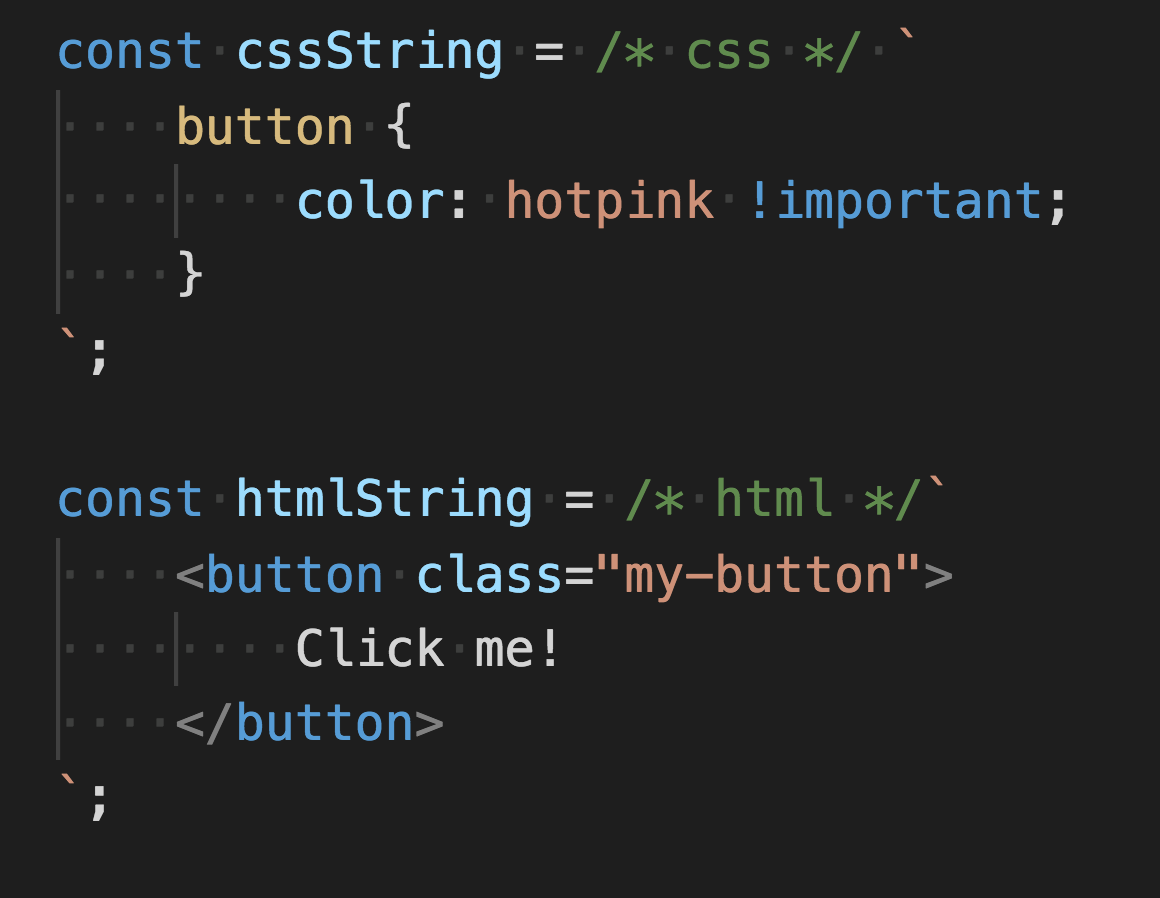 const cssString = /* css */ `
    button {
        color: hotpink !important;
    }
`;

const htmlString = /* html */`
    <button class="my-button">
        Click me!
    </button>
`;